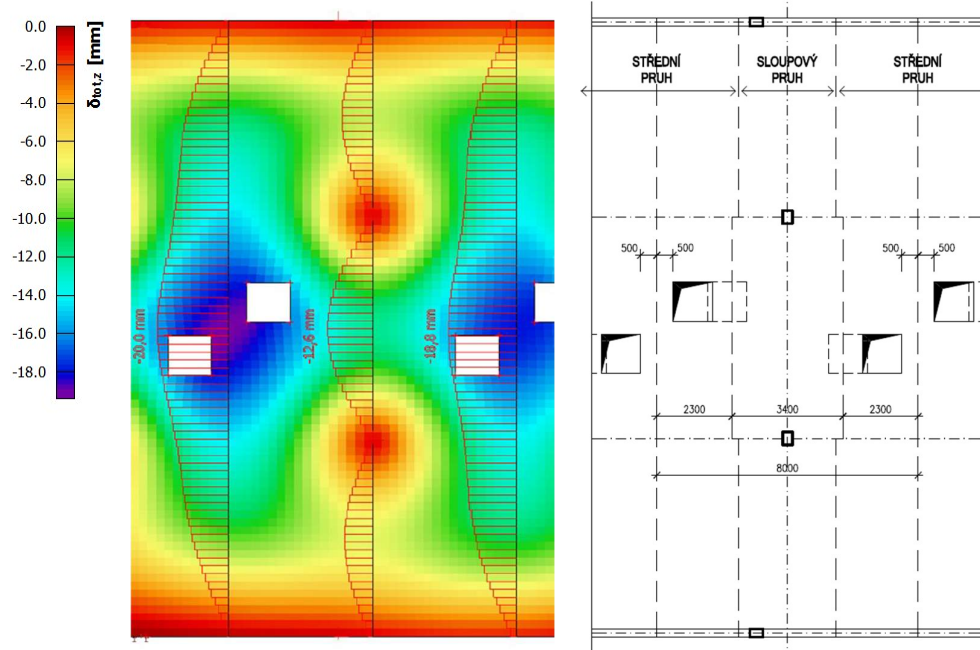 0.0
-2.0
-4.0
-6.0
-8.0
-10.0
-12.0
-14.0
-16.0
-18.0
δtot,z [mm]
-20,0 mm
-12,6 mm
-18,8 mm
STŘEDNÍ
PRUH
SLOUPOVÝ
PRUH
STŘEDNÍ
PRUH
500 500
500 500
2300 3400 2300
8000